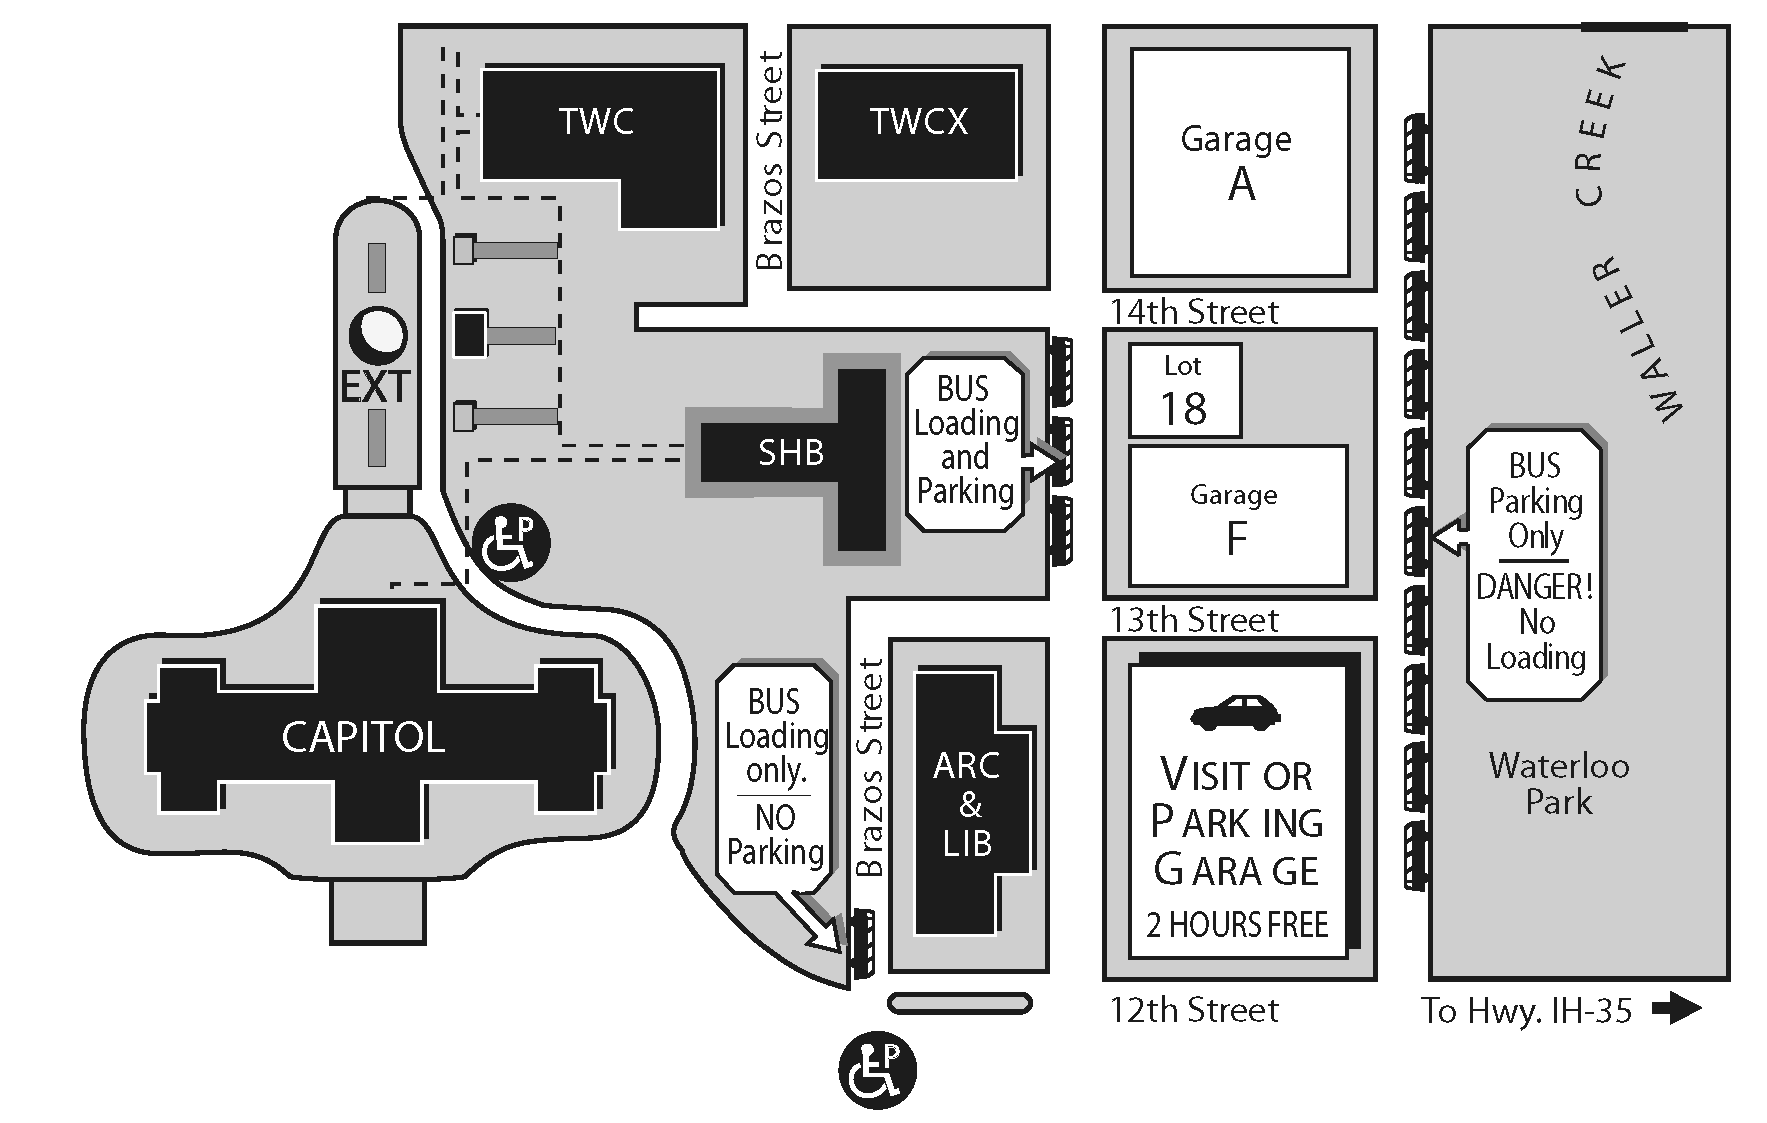 TWC
Brazos Street
TWCX
Garage
A
WALLER CREEK
14th Street
EXT
SHB
BUS
Loading
and
Parking
Lot
18
Garage
F
BUS
Parking
Only
DANGER!
No
Loading
P
13th Street
CAPITOL
BUS
Loading
only.
NO
Parking
Brazos Street
ARC
&
LIB
VISIT OR
PARK ING
GARA GE
2 HOURS FREE
Waterloo
Park
12th Street
To Hwy. IH-35
P